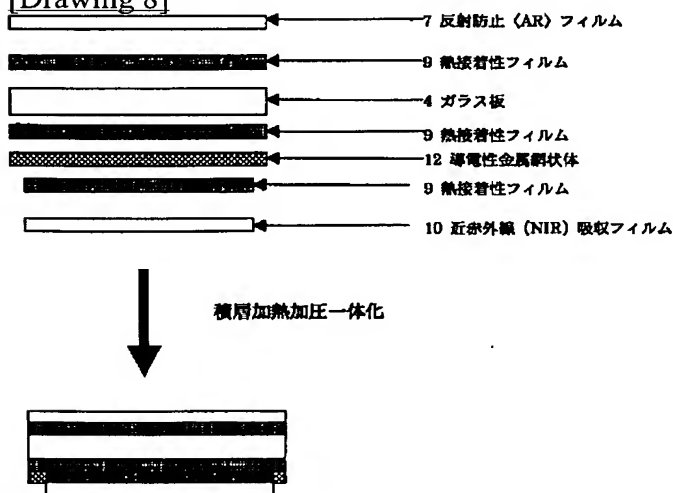 [Drawing 8]
7 反射防止（AR）フィルム
9 熱接着性フィルム
4 ガラス板
9 熱接着性フィルム
12 導電性金属網状体
9 熱接着性フィルム
10 近赤外線（NIR）吸収フィルム
積層加熱加圧一体化